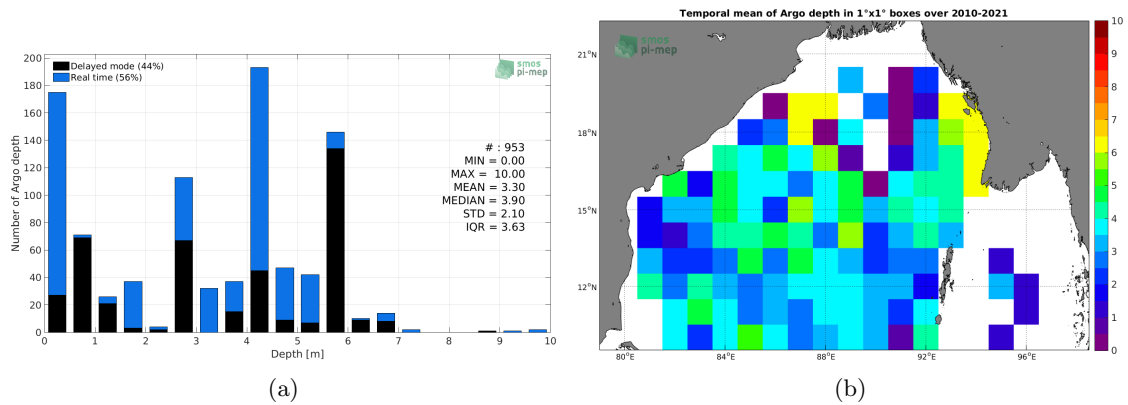 Delayed mode (44%)
Real time (56%)
smos
pi-mep
Number of Argo depth
200
180
160
140
120
100
80
60
40
20
0
# : 953
MIN = 0.00
MAX = 10.00
MEAN = 3.30
MEDIAN = 3.90
STD = 2.10
IQR = 3.63
0 1 2 3 4 5 6 7 8 9 10
Depth [m]
(a)
Temporal mean of Argo depth in 1°x1° boxes over 2010-2021
smos
pi-mep
21°N
18°N
15°N
12°N
80°E 84°E 88°E 92°E 96°E
10
9
8
7
6
5
4
3
2
1
0
(b)